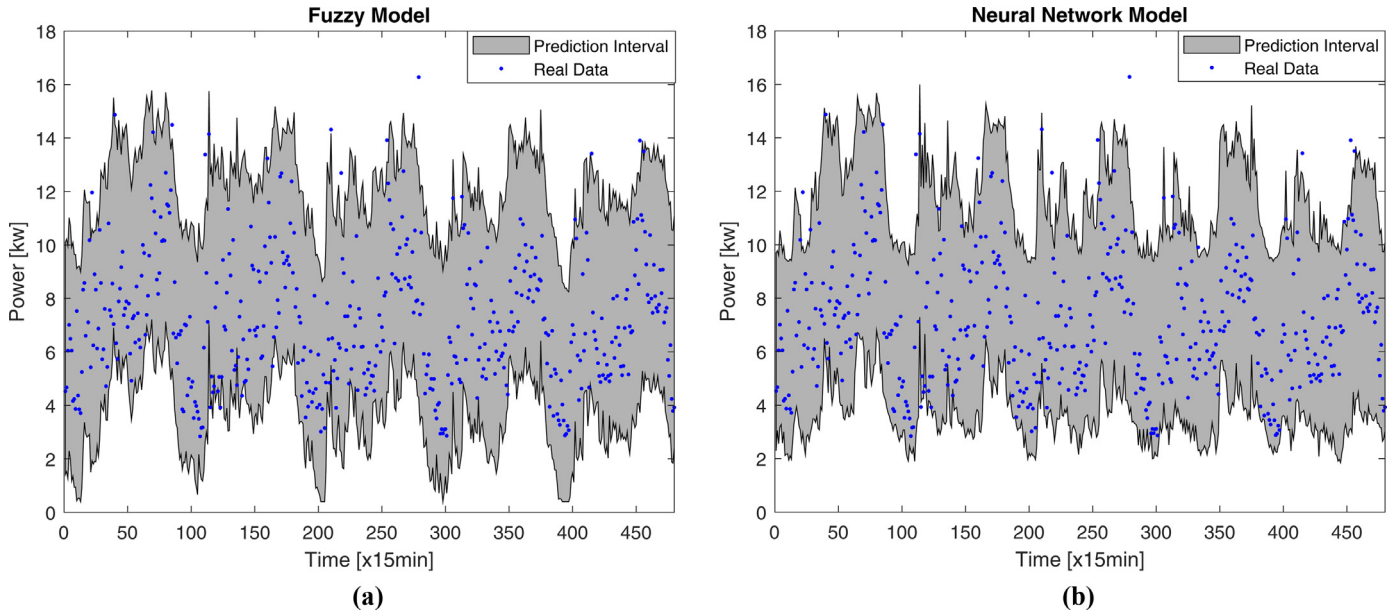 Fuzzy Model
18
16
14
12
10
8
6
4
2
0
Power [kw]
Prediction Interval
Real Data
0 50 100 150 200 250 300 350 400 450
Time [x15min]
(a)
Neural Network Model
18
16
14
12
10
8
6
4
2
0
Power [kw]
Prediction Interval
Real Data
0 50 100 150 200 250 300 350 400 450
Time [x15min]
(b)